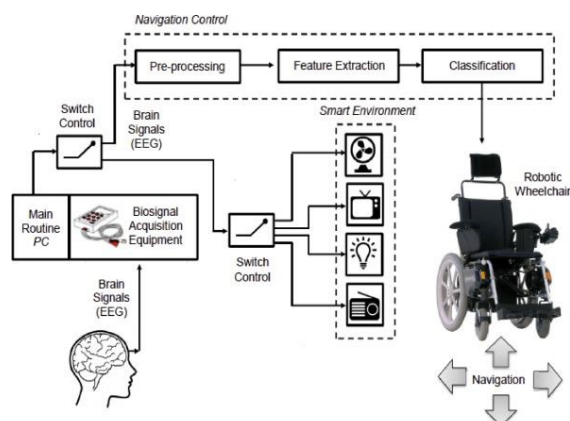 Navigation Control
Pre-processing
Feature Extraction
Classification
Switch
Control
Brain
Signals
(EEG)
Smart Environment
Robotic
Wheelchair
Main
Routine
PC
Biosignal
Acquisition
Equipment
Switch
Control
Brain
Signals
(EEG)
Navigation